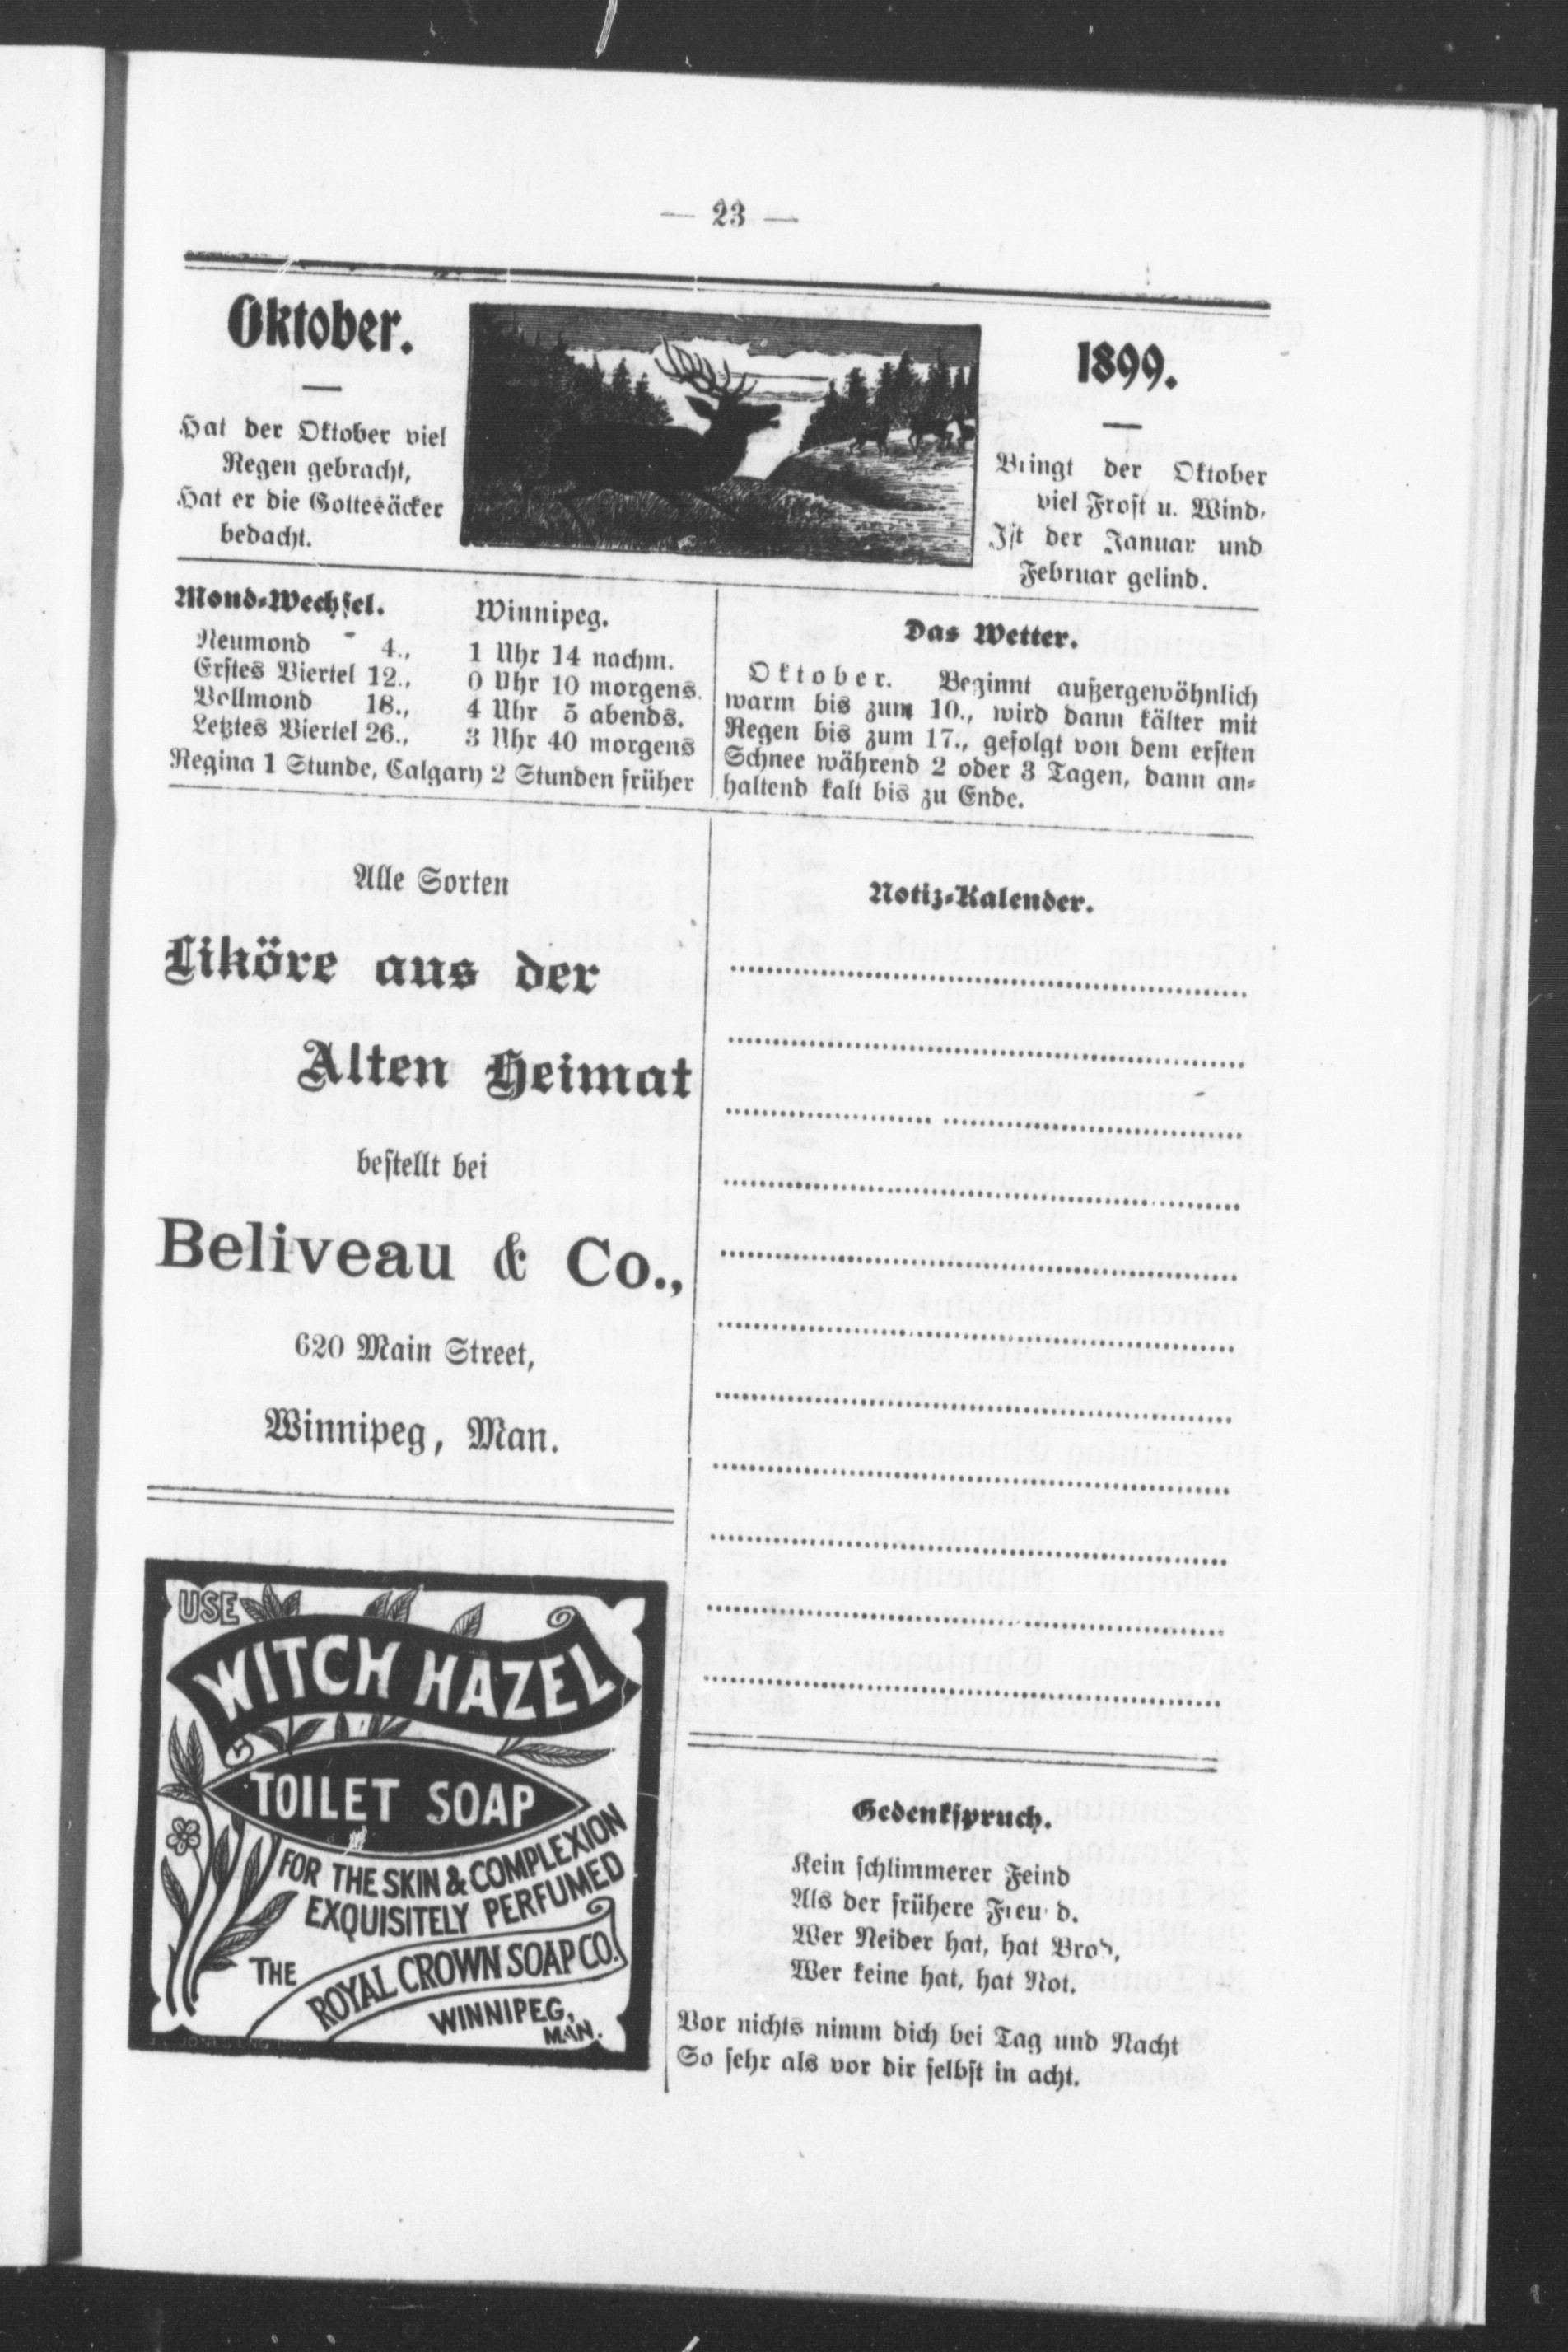 — 23 —
Oktober.
Hat der Oktober viel
Regen gebracht,
Hat er die Gottesäcker
bedacht.
1899.
Bringt der Oktober
viel Frost u. Wind,
Ist der Januar und
Februar gelind.
Mond-Wechsel. Winnipeg.
Neumond 4., 1 Uhr 14 nachm.
Erstes Viertel 12., 0 Uhr 10 morgens.
Vollmond 18., 4 Uhr 5 abends.
Letztes Viertel 26., 3 Uhr 40 morgens
Regina 1 Stunde, Calgary 2 Stunden früher
Das Wetter.
Oktober. Beginnt außergewöhnlich
warm bis zum 10., wird dann kälter mit
Regen bis zum 17., gefolgt von dem ersten
Schnee während 2 oder 3 Tagen, dann an-
haltend kalt bis zu Ende.
Alle Sorten
Liköre aus der
Alten Heimat
bestellt bei
Beliveau & Co.,
620 Main Street,
Winnipeg, Man.
USE
WITCH HAZEL
TOILET SOAP
FOR THE SKIN & COMPLEXION
EXQUISITELY PERFUMED
THE
ROYAL CROWN SOAP CO.
WINNIPEG,
MAN.
Notiz-Kalender.
Gedenkspruch.
Kein schlimmerer Feind
Als der frühere Freund.
Wer Neider hat, hat Brod,
Wer keine hat, hat Not.
Vor nichts nimm dich bei Tag und Nacht
So sehr als vor dir selbst in acht.